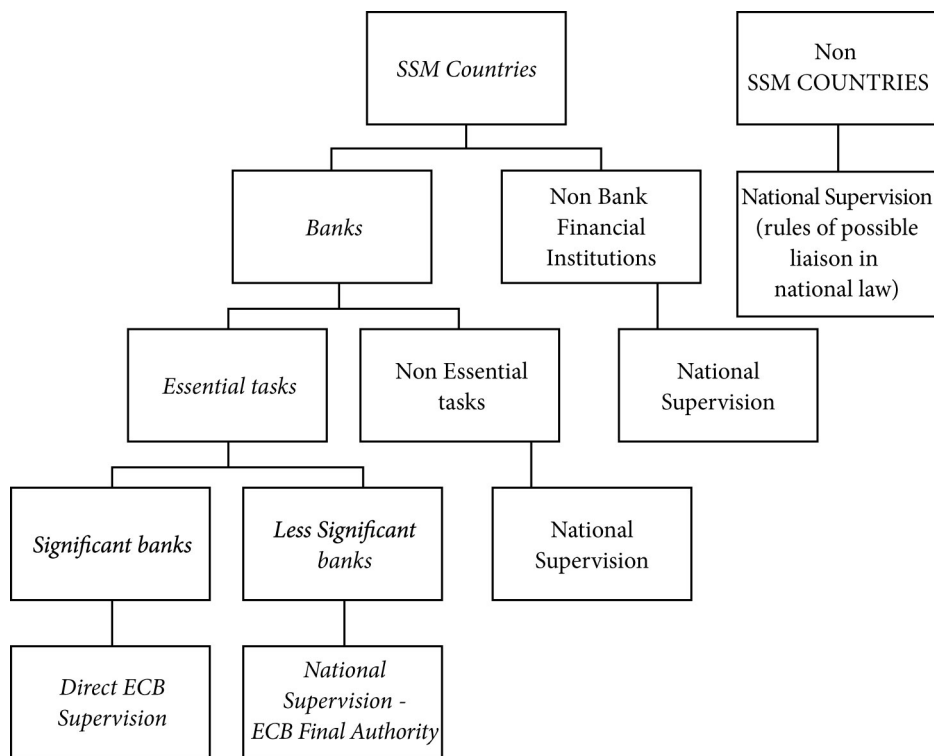 SSM Countries
Non
SSM COUNTRIES
Banks
Non Bank
Financial
Institutions
National Supervision
(rules of possible
liaison in
national law)
Essential tasks
Non Essential
tasks
National
Supervision
Significant banks
Less Significant
banks
National
Supervision
Direct ECB
Supervision
National
Supervision -
ECB Final Authority